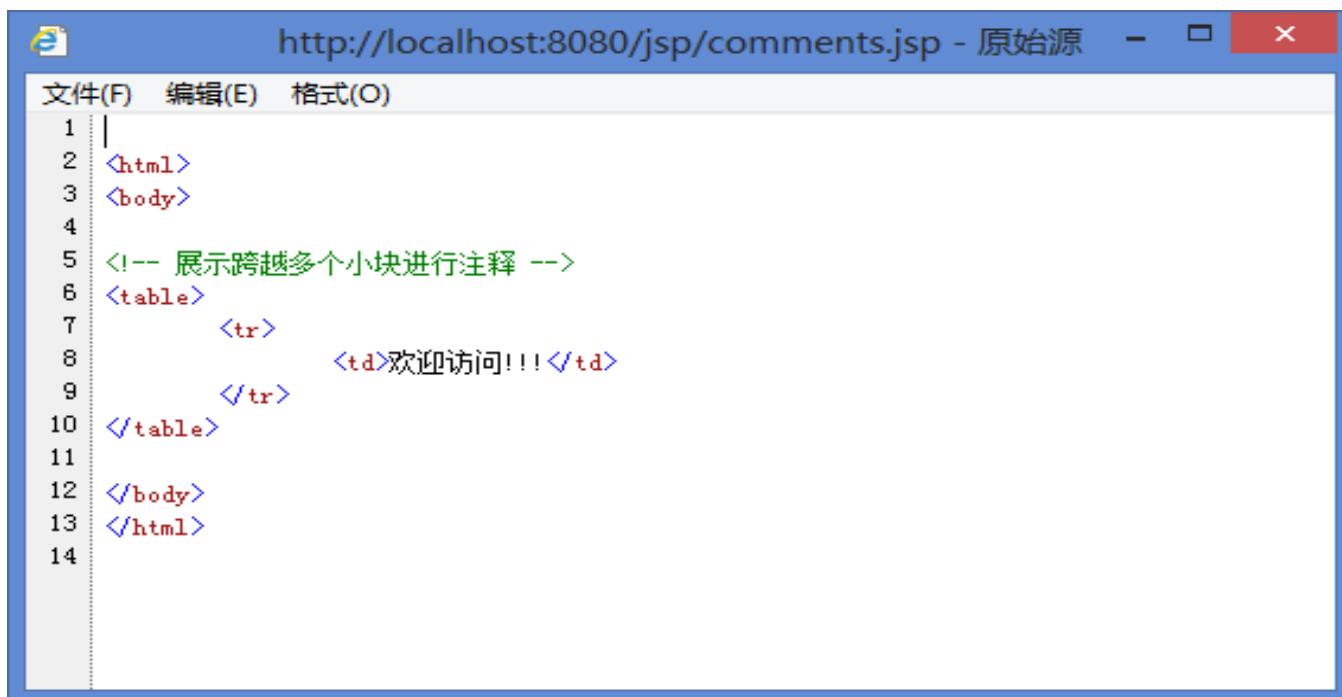 http://localhost:8080/jsp/comments.jsp - 原始源
文件(F) 编辑(E) 格式(O)
1
2 <html>
3 <body>
4
5 <!-- 展示跨越多个小块进行注释 -->
6 <table>
7 <tr>
8 <td>欢迎访问!!!</td>
9 </tr>
10 </table>
11
12 </body>
13 </html>
14